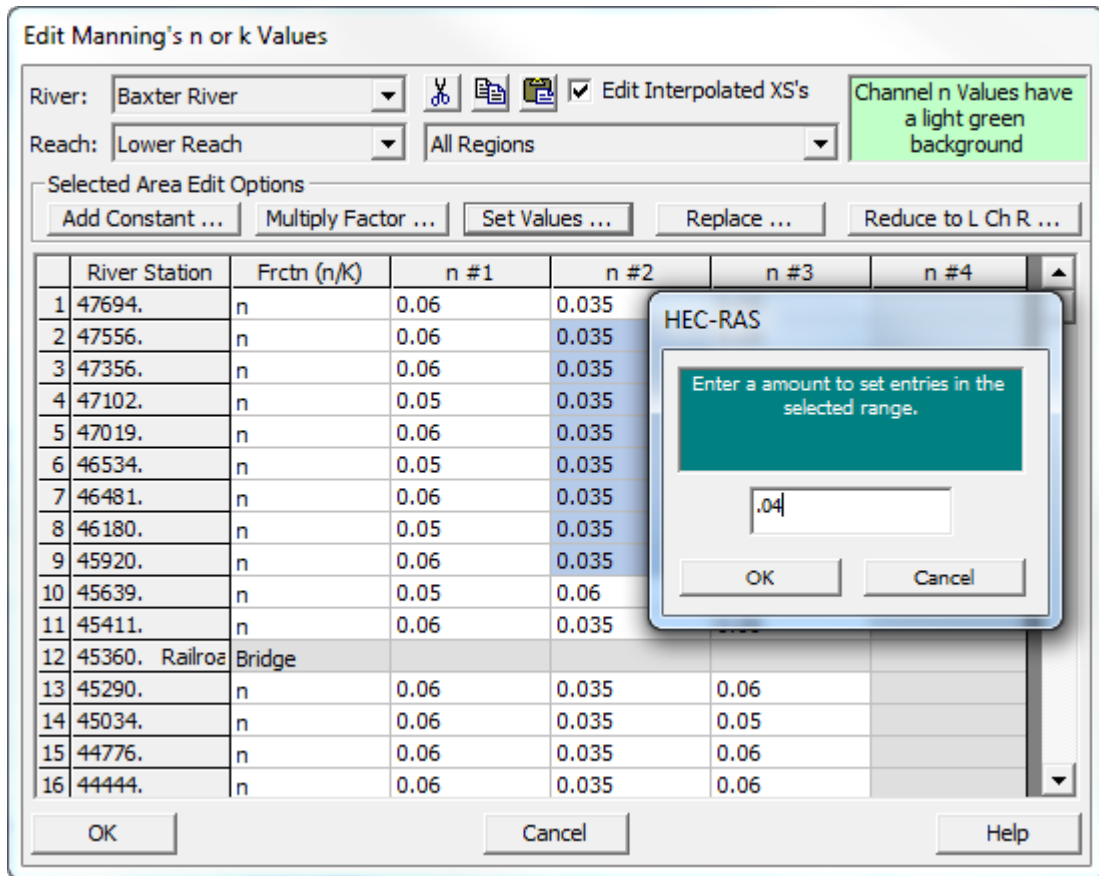 Edit Manning's n or k Values
River: Baxter River Edit Interpolated XS's
Channel n Values have
a light green
background
Reach: Lower Reach All Regions
Selected Area Edit Options
Add Constant ... Multiply Factor ... Set Values ... Replace ... Reduce to L Ch R ...
River Station Frctn (n/K) n #1 n #2 n #3 n #4
1 47694. n 0.06 0.035
2 47556. n 0.06 0.035
3 47356. n 0.06 0.035
4 47102. n 0.05 0.035
5 47019. n 0.06 0.035
6 46534. n 0.05 0.035
7 46481. n 0.06 0.035
8 46180. n 0.05 0.035
9 45920. n 0.06 0.035
10 45639. n 0.05 0.06
11 45411. n 0.06 0.035
12 45360. Railroa Bridge
13 45290. n 0.06 0.035 0.06
14 45034. n 0.06 0.035 0.05
15 44776. n 0.06 0.035 0.06
16 44444. n 0.06 0.035 0.06
HEC-RAS
Enter a amount to set entries in the
selected range.
.04
OK Cancel
OK Cancel Help